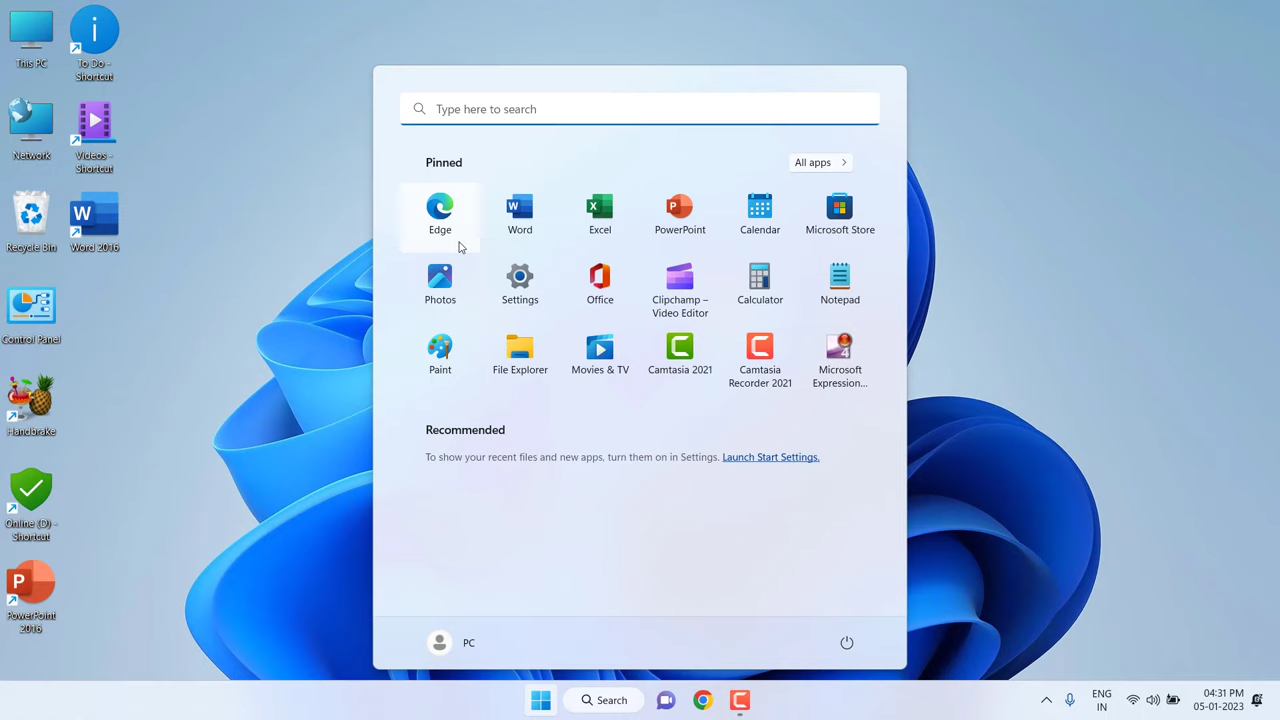 This PC
To Do -
Shortcut
Network
Videos -
Shortcut
Recycle Bin
Word 2016
Control Panel
Handbrake
Online (D) -
Shortcut
PowerPoint
2016
Type here to search
Pinned
All apps
Edge
Word
Excel
PowerPoint
Calendar
Microsoft Store
Photos
Settings
Office
Clipchamp –
Video Editor
Calculator
Notepad
Paint
File Explorer
Movies & TV
Camtasia 2021
Camtasia
Recorder 2021
Microsoft
Expression...
Recommended
To show your recent files and new apps, turn them on in Settings. Launch Start Settings.
PC
Search
ENG
IN
04:31 PM
05-01-2023